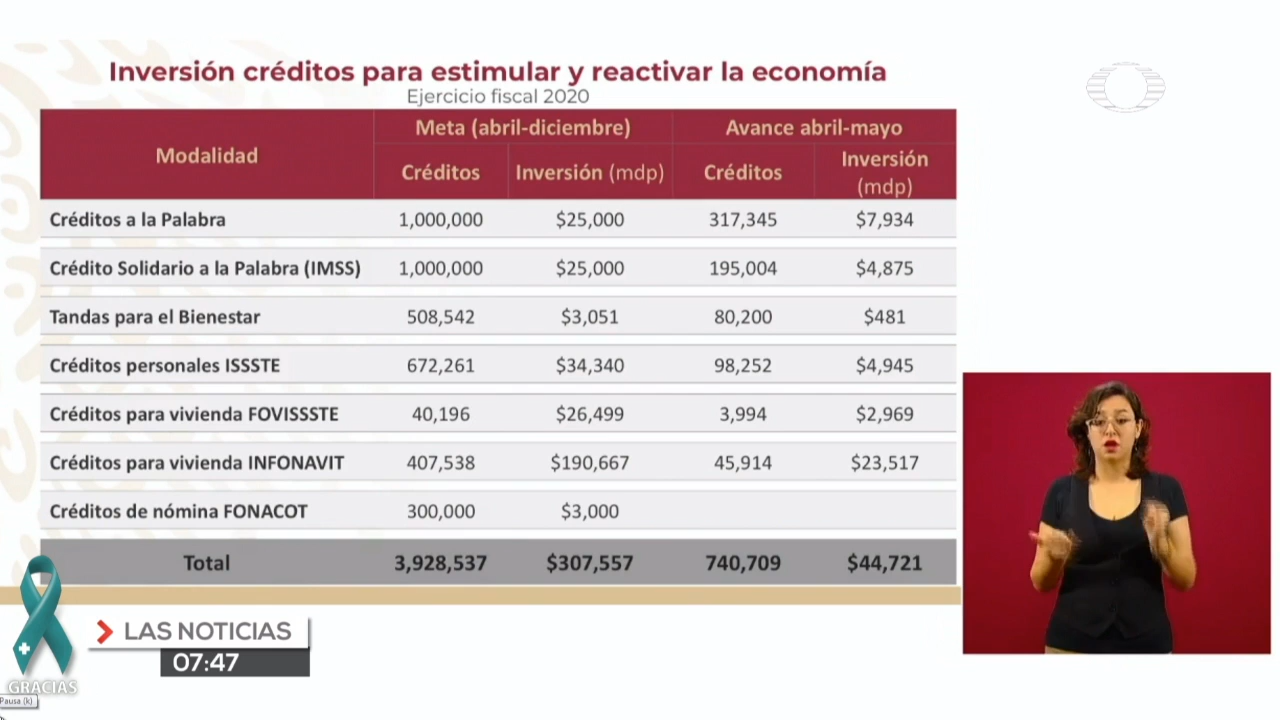 Inversión créditos para estimular y reactivar la economía
Ejercicio fiscal 2020
Modalidad
Meta (abril-diciembre)
Avance abril-mayo
Créditos
Inversión (mdp)
Créditos
Inversión
(mdp)
Créditos a la Palabra 1,000,000 $25,000 317,345 $7,934
Crédito Solidario a la Palabra (IMSS) 1,000,000 $25,000 195,004 $4,875
Tandas para el Bienestar 508,542 $3,051 80,200 $481
Créditos personales ISSSTE 672,261 $34,340 98,252 $4,945
Créditos para vivienda FOVISSSTE 40,196 $26,499 3,994 $2,969
Créditos para vivienda INFONAVIT 407,538 $190,667 45,914 $23,517
Créditos de nómina FONACOT 300,000 $3,000
Total 3,928,537 $307,557 740,709 $44,721
LAS NOTICIAS
07:47
GRACIAS
Pausa (k)